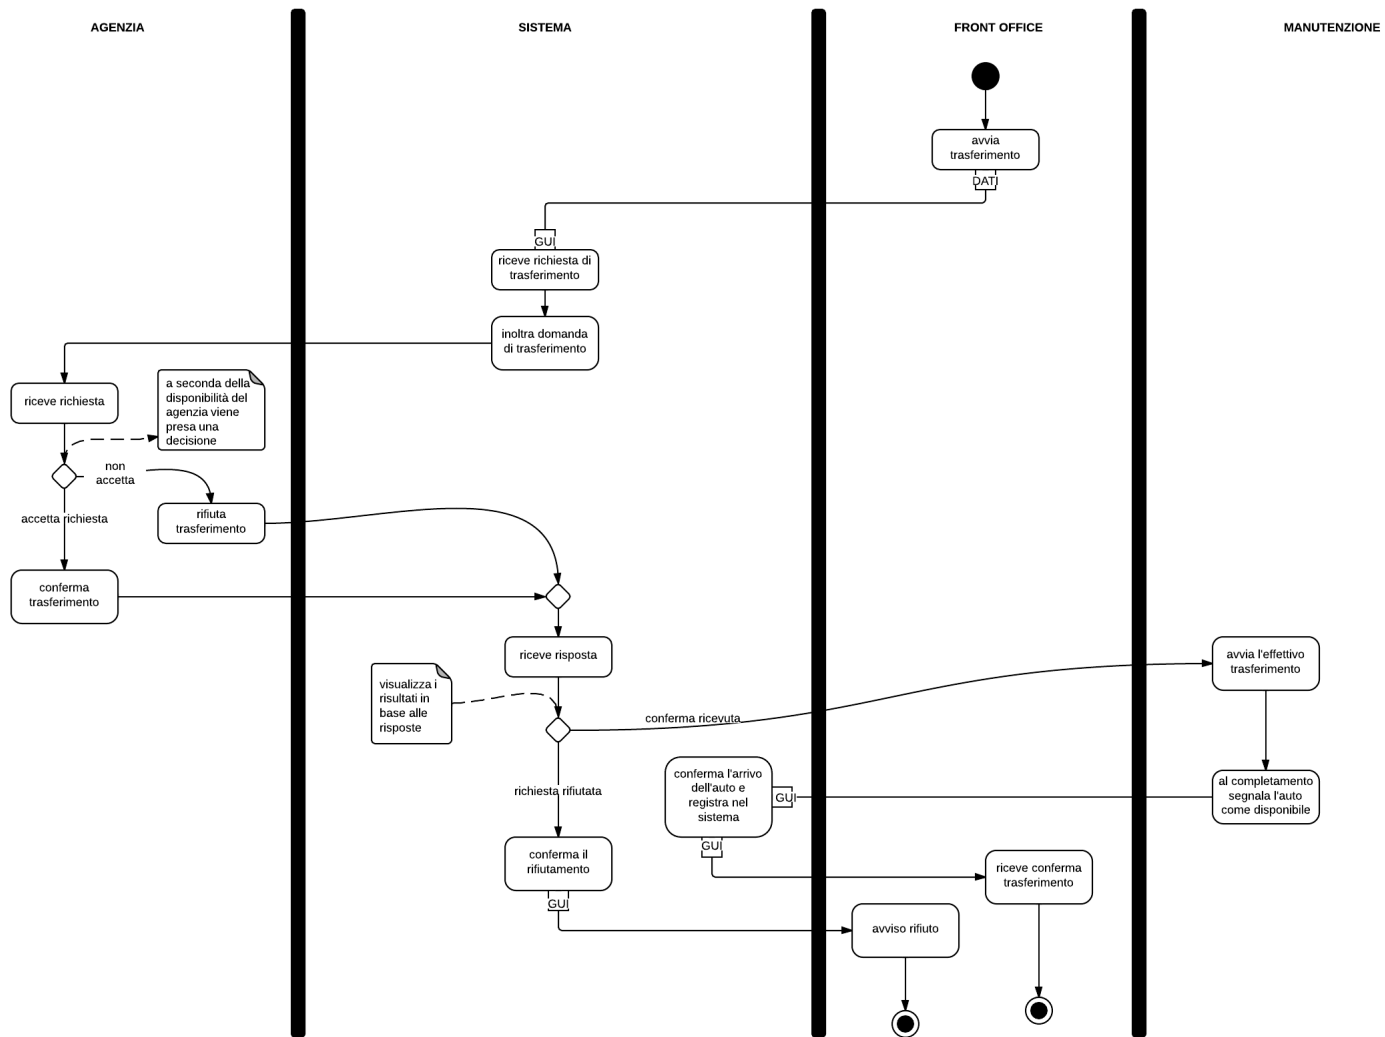 AGENZIA
SISTEMA
FRONT OFFICE
MANUTENZIONE
avvia
trasferimento
DATI
GUI
riceve richiesta di
trasferimento
inoltra domanda
di trasferimento
riceve richiesta
a seconda della
disponibilità del
agenzia viene
presa una
decisione
non
accetta
accetta richiesta
rifiuta
trasferimento
conferma
trasferimento
riceve risposta
visualizza i
risultati in
base alle
risposte
conferma ricevuta
avvia l'effettivo
trasferimento
richiesta rifiutata
conferma l'arrivo
dell'auto e
registra nel
sistema
GUI
al completamento
segnala l'auto
come disponibile
GUI
conferma il
rifiutamento
GUI
riceve conferma
trasferimento
avviso rifiuto